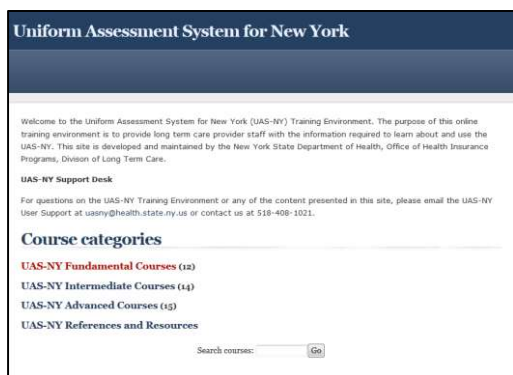 Uniform Assessment System for New York
Welcome to the Uniform Assessment System for New York (UAS-NY) Training Environment. The purpose of this online
training environment is to provide long term care provider staff with the information required to learn about and use the
UAS-NY. This site is developed and maintained by the New York State Department of Health, Office of Health Insurance
Programs, Divison of Long Term Care.
UAS-NY Support Desk
For questions on the UAS-NY Training Environment or any of the content presented in this site, please email the UAS-NY
User Support at uasny@health.state.ny.us or contact us at 518-408-1021.
Course categories
UAS-NY Fundamental Courses (12)
UAS-NY Intermediate Courses (14)
UAS-NY Advanced Courses (15)
UAS-NY References and Resources
Search courses: Go